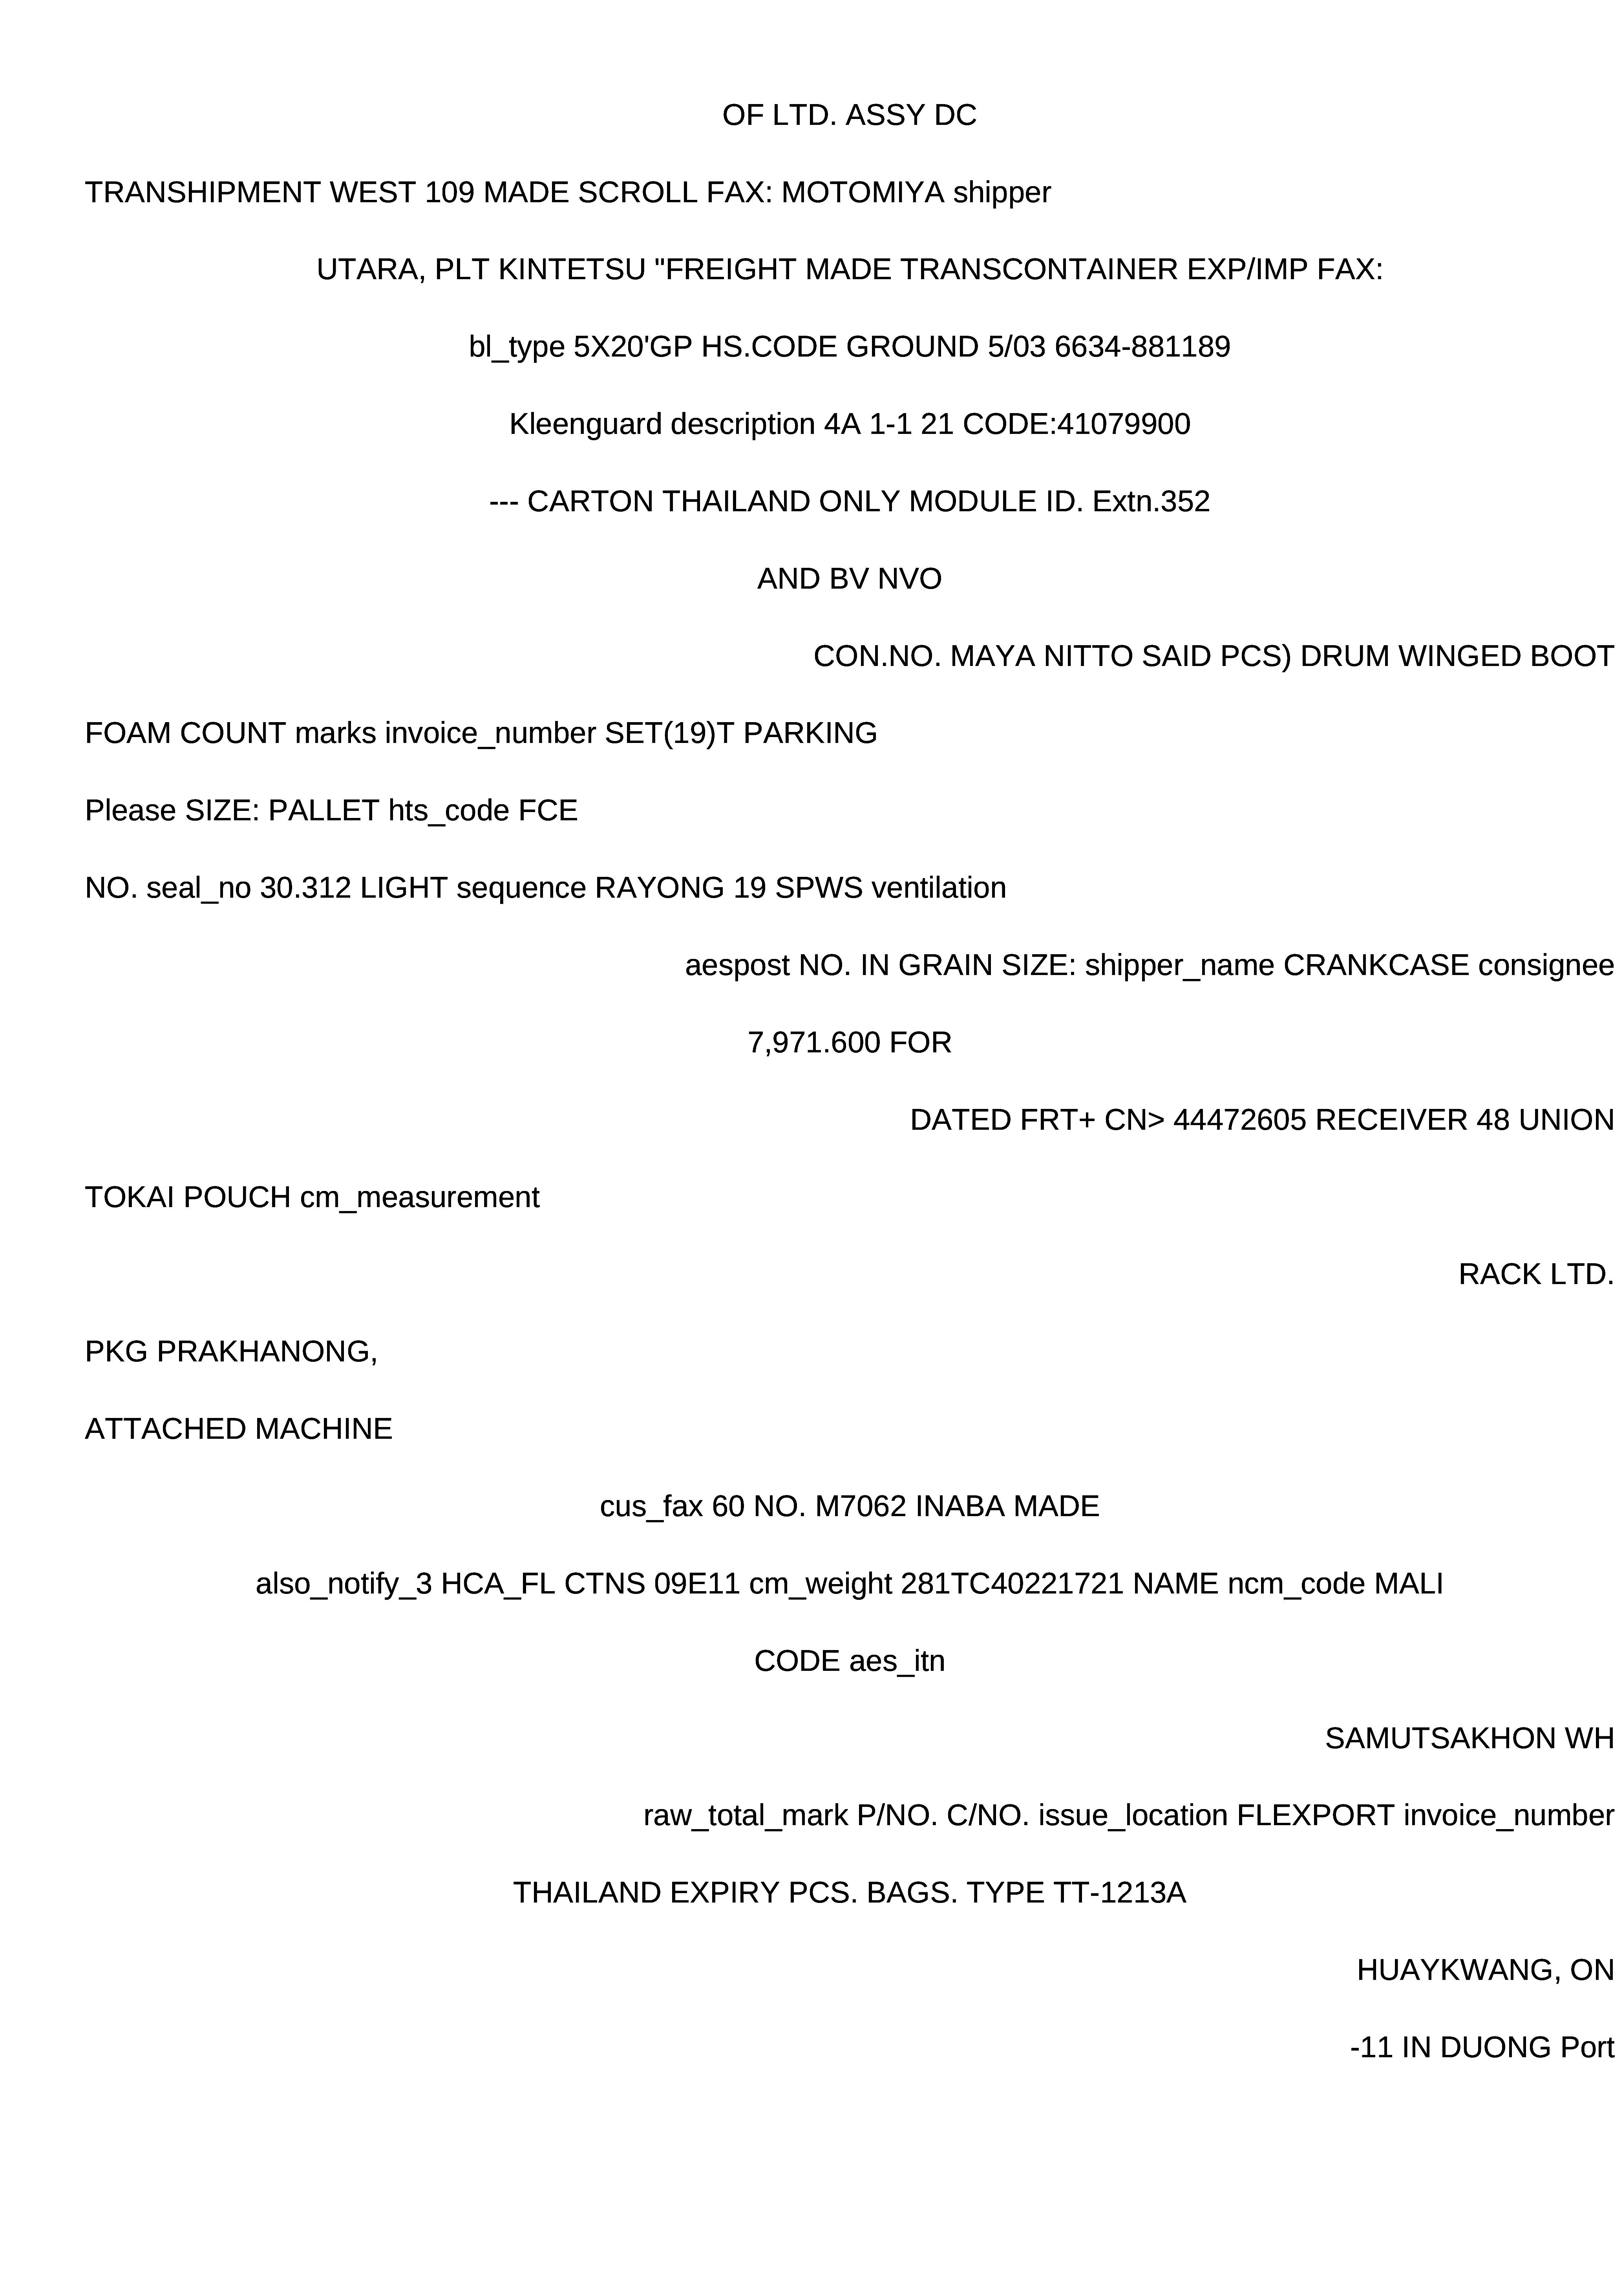 OF LTD. ASSY DC
TRANSHIPMENT WEST 109 MADE SCROLL FAX: MOTOMIYA shipper
UTARA, PLT KINTETSU "FREIGHT MADE TRANSCONTAINER EXP/IMP FAX:
bl_type 5X20'GP HS.CODE GROUND 5/03 6634-881189
Kleenguard description 4A 1-1 21 CODE:41079900
--- CARTON THAILAND ONLY MODULE ID. Extn.352
AND BV NVO
CON.NO. MAYA NITTO SAID PCS) DRUM WINGED BOOT
FOAM COUNT marks invoice_number SET(19)T PARKING
Please SIZE: PALLET hts_code FCE
NO. seal_no 30.312 LIGHT sequence RAYONG 19 SPWS ventilation
aespost NO. IN GRAIN SIZE: shipper_name CRANKCASE consignee
7,971.600 FOR
DATED FRT+ CN> 44472605 RECEIVER 48 UNION
TOKAI POUCH cm_measurement
RACK LTD.
PKG PRAKHANONG,
ATTACHED MACHINE
cus_fax 60 NO. M7062 INABA MADE
also_notify_3 HCA_FL CTNS 09E11 cm_weight 281TC40221721 NAME ncm_code MALI
CODE aes_itn
SAMUTSAKHON WH
raw_total_mark P/NO. C/NO. issue_location FLEXPORT invoice_number
THAILAND EXPIRY PCS. BAGS. TYPE TT-1213A
HUAYKWANG, ON
-11 IN DUONG Port